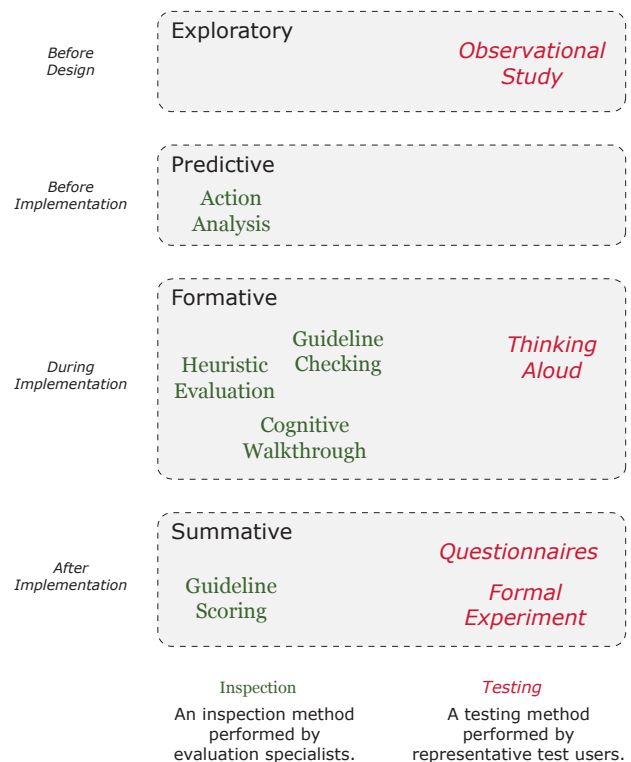 Exploratory
Before
Design
Observational
Study
Predictive
Before
Implementation
Action
Analysis
Formative
During
Implementation
Guideline
Checking
Heuristic
Evaluation
Cognitive
Walkthrough
Thinking
Aloud
Summative
After
Implementation
Guideline
Scoring
Questionnaires
Formal
Experiment
Inspection
An inspection method
performed by
evaluation specialists.
Testing
A testing method
performed by
representative test users.